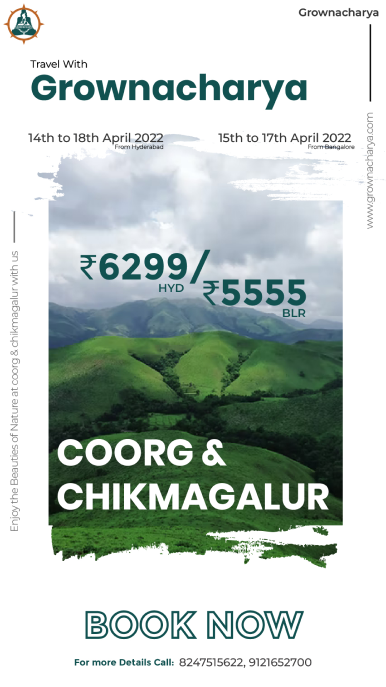 Grownacharya
Travel With
Grownacharya
14th to 18th April 2022
From Hyderabad
15th to 17th April 2022
From Bangalore
www.grownacharya.com
₹6299/
HYD
₹5555
BLR
Enjoy the Beauties of Nature at coorg & chikmagalur with us
COORG &
CHIKMAGALUR
BOOK NOW
For more Details Call: 8247515622, 9121652700